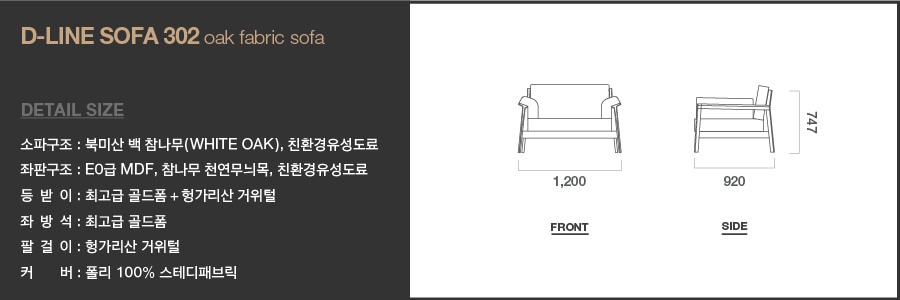 D-LINE SOFA 302 oak fabric sofa
DETAIL SIZE
소파구조 : 북미산 백 참나무(WHITE OAK), 친환경유성도료
좌판구조 : E0급 MDF, 참나무 천연무늬목, 친환경유성도료
등 받 이 : 최고급 골드폼 + 헝가리산 거위털
좌 방 석 : 최고급 골드폼
팔 걸 이 : 헝가리산 거위털
커 버 : 폴리 100% 스테디패브릭
1,200
FRONT
747
920
SIDE